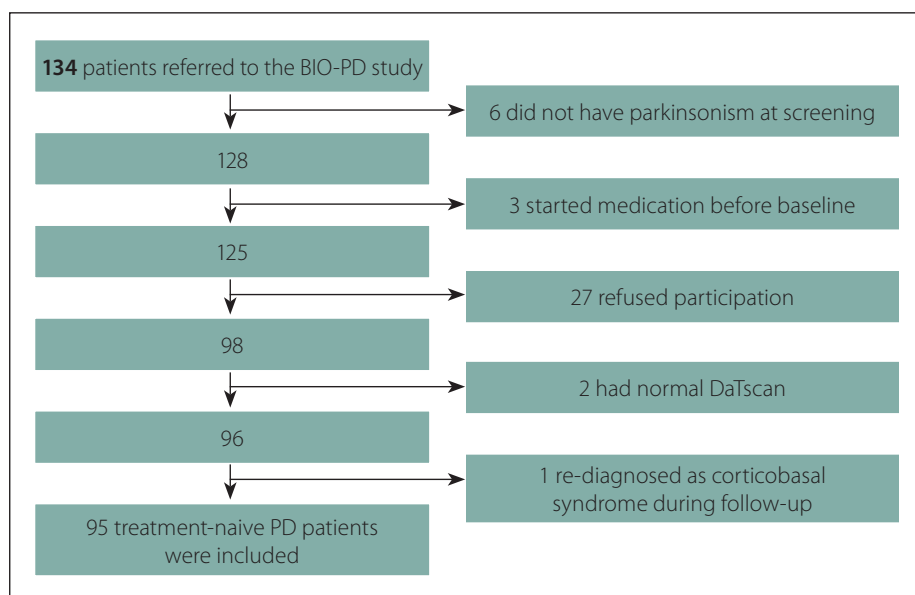 134 patients referred to the BIO-PD study
6 did not have parkinsonism at screening
128
3 started medication before baseline
125
27 refused participation
98
2 had normal DaTscan
96
1 re-diagnosed as corticobasal
syndrome during follow-up
95 treatment-naive PD patients
were included